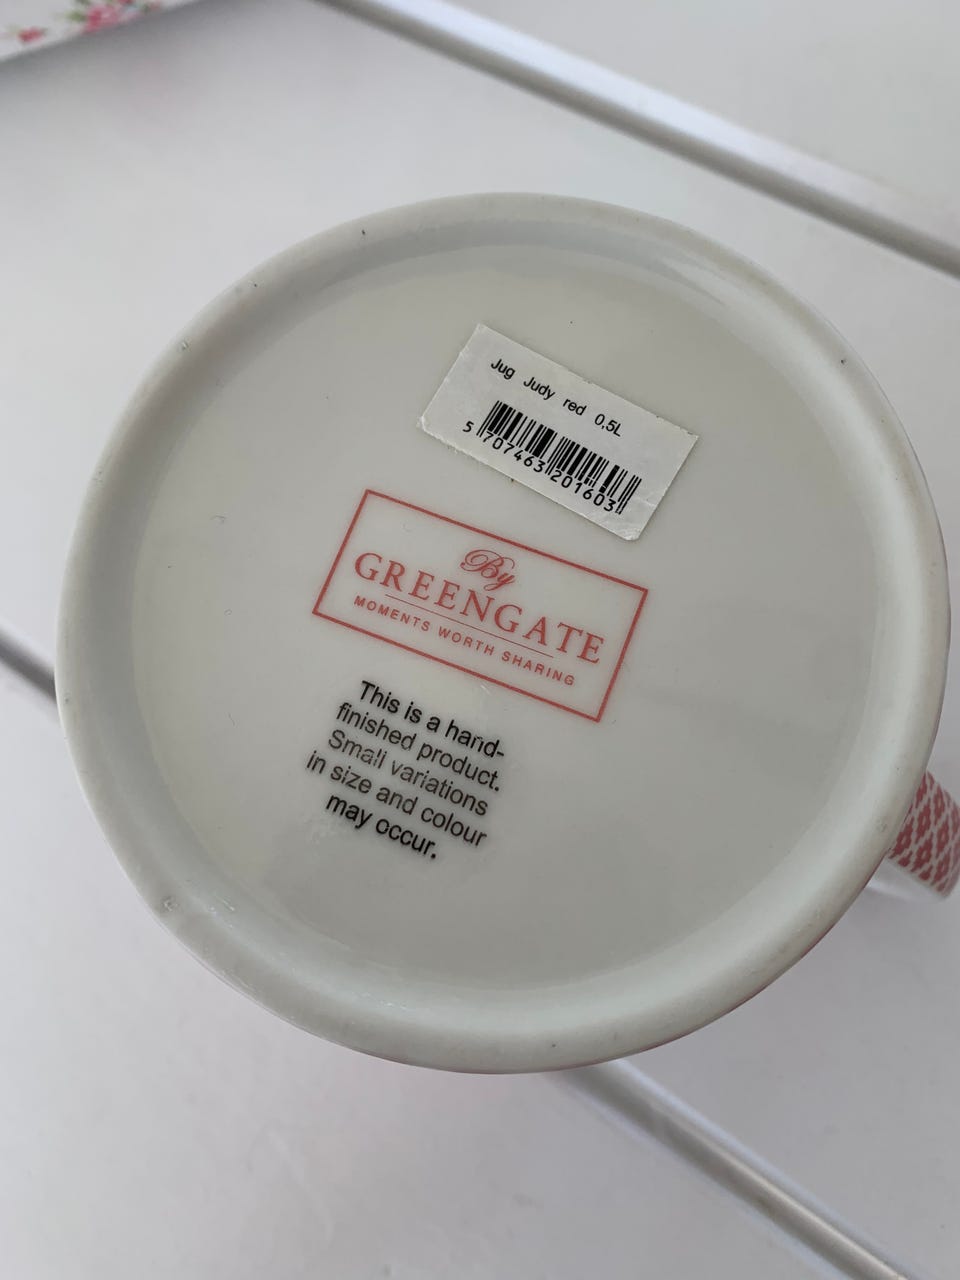 Jug Judy red 0,5L
5 707463 201603
By
GREENGATE
MOMENTS WORTH SHARING
This is a hand-
finished product.
Small variations
in size and colour
may occur.